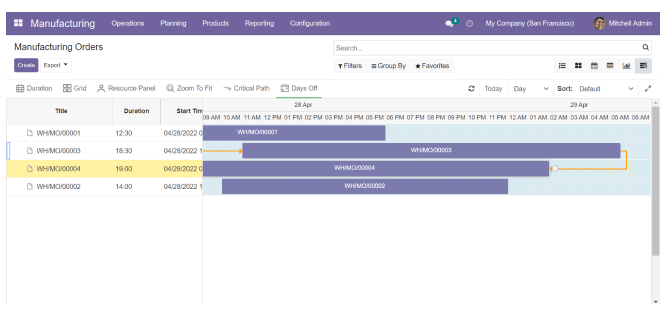 Manufacturing Operations Planning Products Reporting Configuration 4 My Company (San Francisco) Mitchell Admin
Manufacturing Orders
Search...
Create Export
Filters Group By Favorites
Duration Grid Resource Panel Zoom To Fit Critical Path Days Off Today Day Sort: Default
Title Duration Start Tim
28 Apr 29 Apr
09 AM 10 AM 11 AM 12 PM 01 PM 02 PM 03 PM 04 PM 05 PM 06 PM 07 PM 08 PM 09 PM 10 PM 11 PM 12 AM 01 AM 02 AM 03 AM 04 AM 05 AM 06 AM
WH/MO/00001 12:30 04/28/2022 0 WH/MO/00001
WH/MO/00003 18:30 04/28/2022 1 WH/MO/00003
WH/MO/00004 19:00 04/28/2022 0 WH/MO/00004
WH/MO/00002 14:00 04/28/2022 1 WH/MO/00002